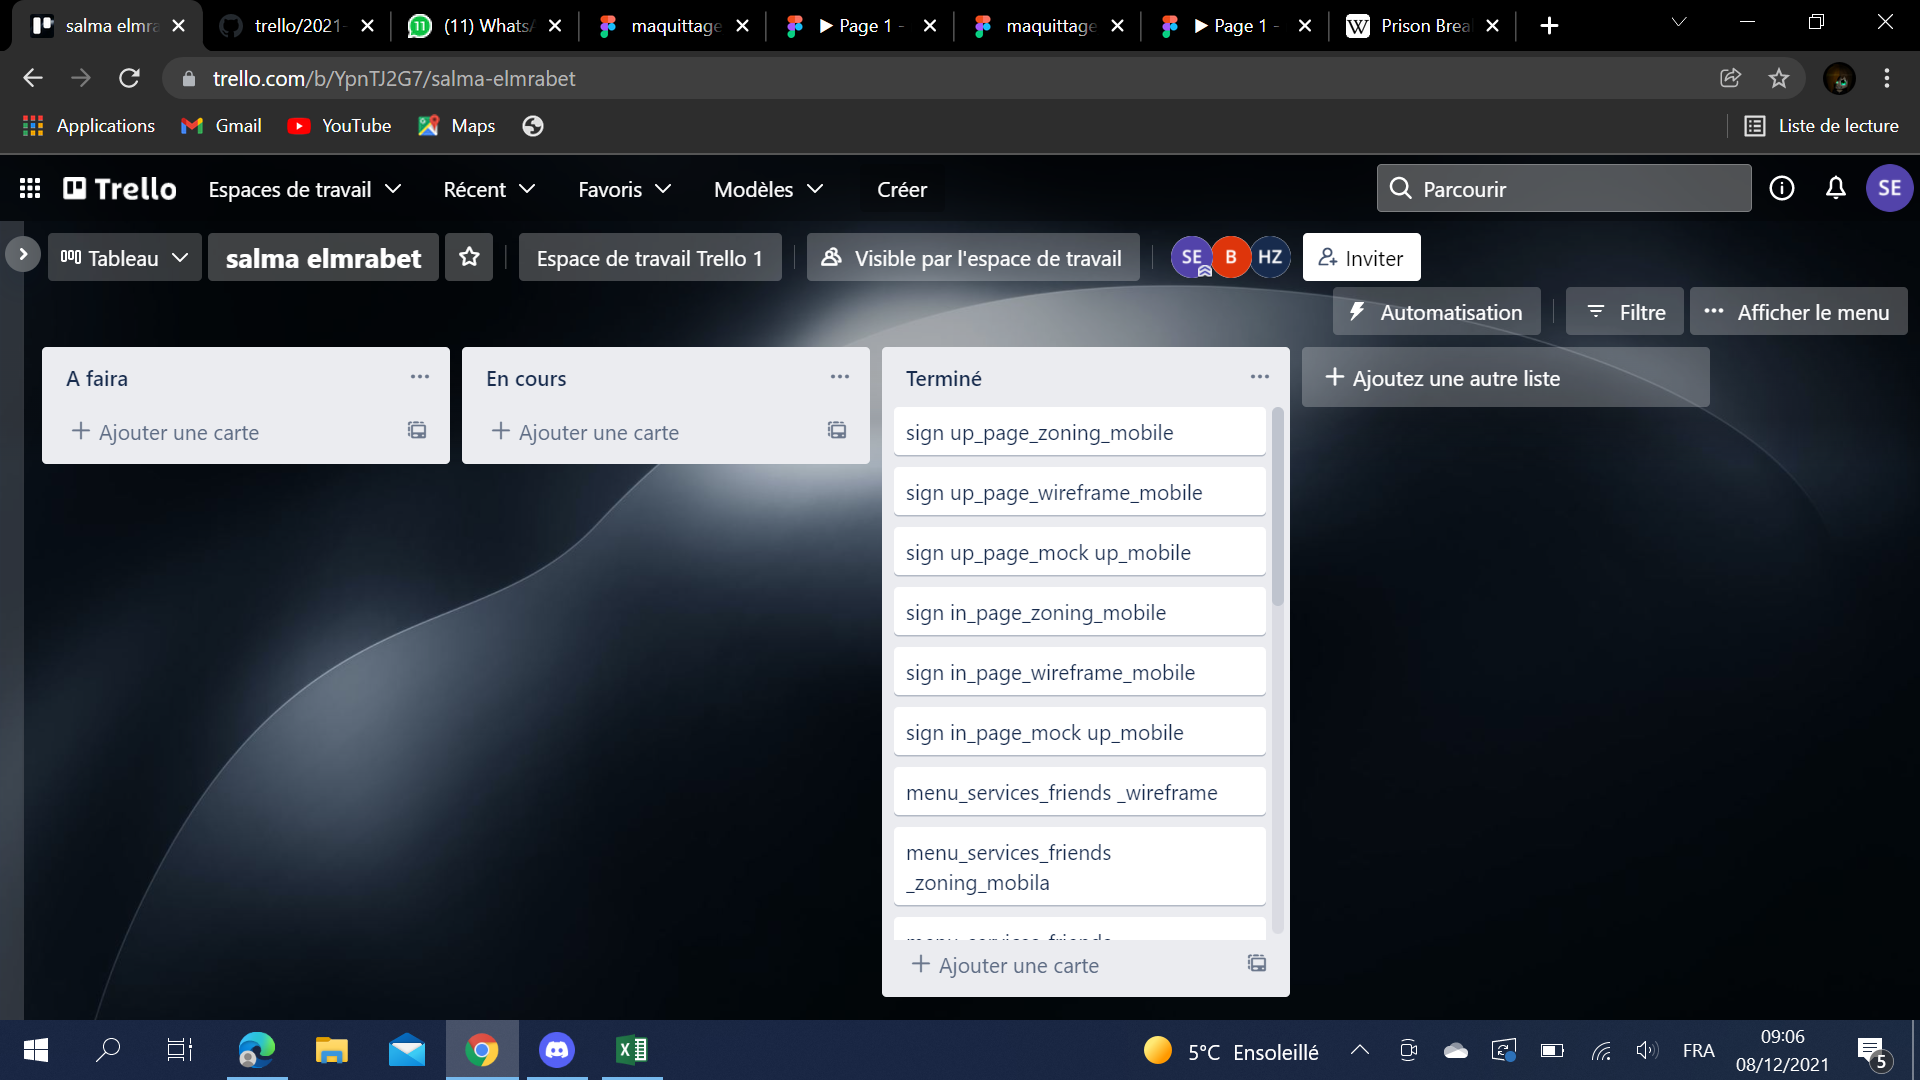 salma elmra
trello/2021-
(11) WhatsA
maquittage
▶ Page 1 -
maquittage
▶ Page 1 -
Prison Brea
trello.com/b/YpnTJ2G7/salma-elmrabet
Applications
Gmail
YouTube
Maps
Liste de lecture
Trello
Espaces de travail
Récent
Favoris
Modèles
Créer
Parcourir
SE
Tableau
salma elmrabet
Espace de travail Trello 1
Visible par l'espace de travail
SE
B
HZ
Inviter
Automatisation
Filtre
Afficher le menu
A faira
Ajouter une carte
En cours
Ajouter une carte
Terminé
sign up_page_zoning_mobile
sign up_page_wireframe_mobile
sign up_page_mock up_mobile
sign in_page_zoning_mobile
sign in_page_wireframe_mobile
sign in_page_mock up_mobile
menu_services_friends _wireframe
menu_services_friends
_zoning_mobila
Ajouter une carte
Ajoutez une autre liste
5°C Ensoleillé
FRA
09:06
08/12/2021
5